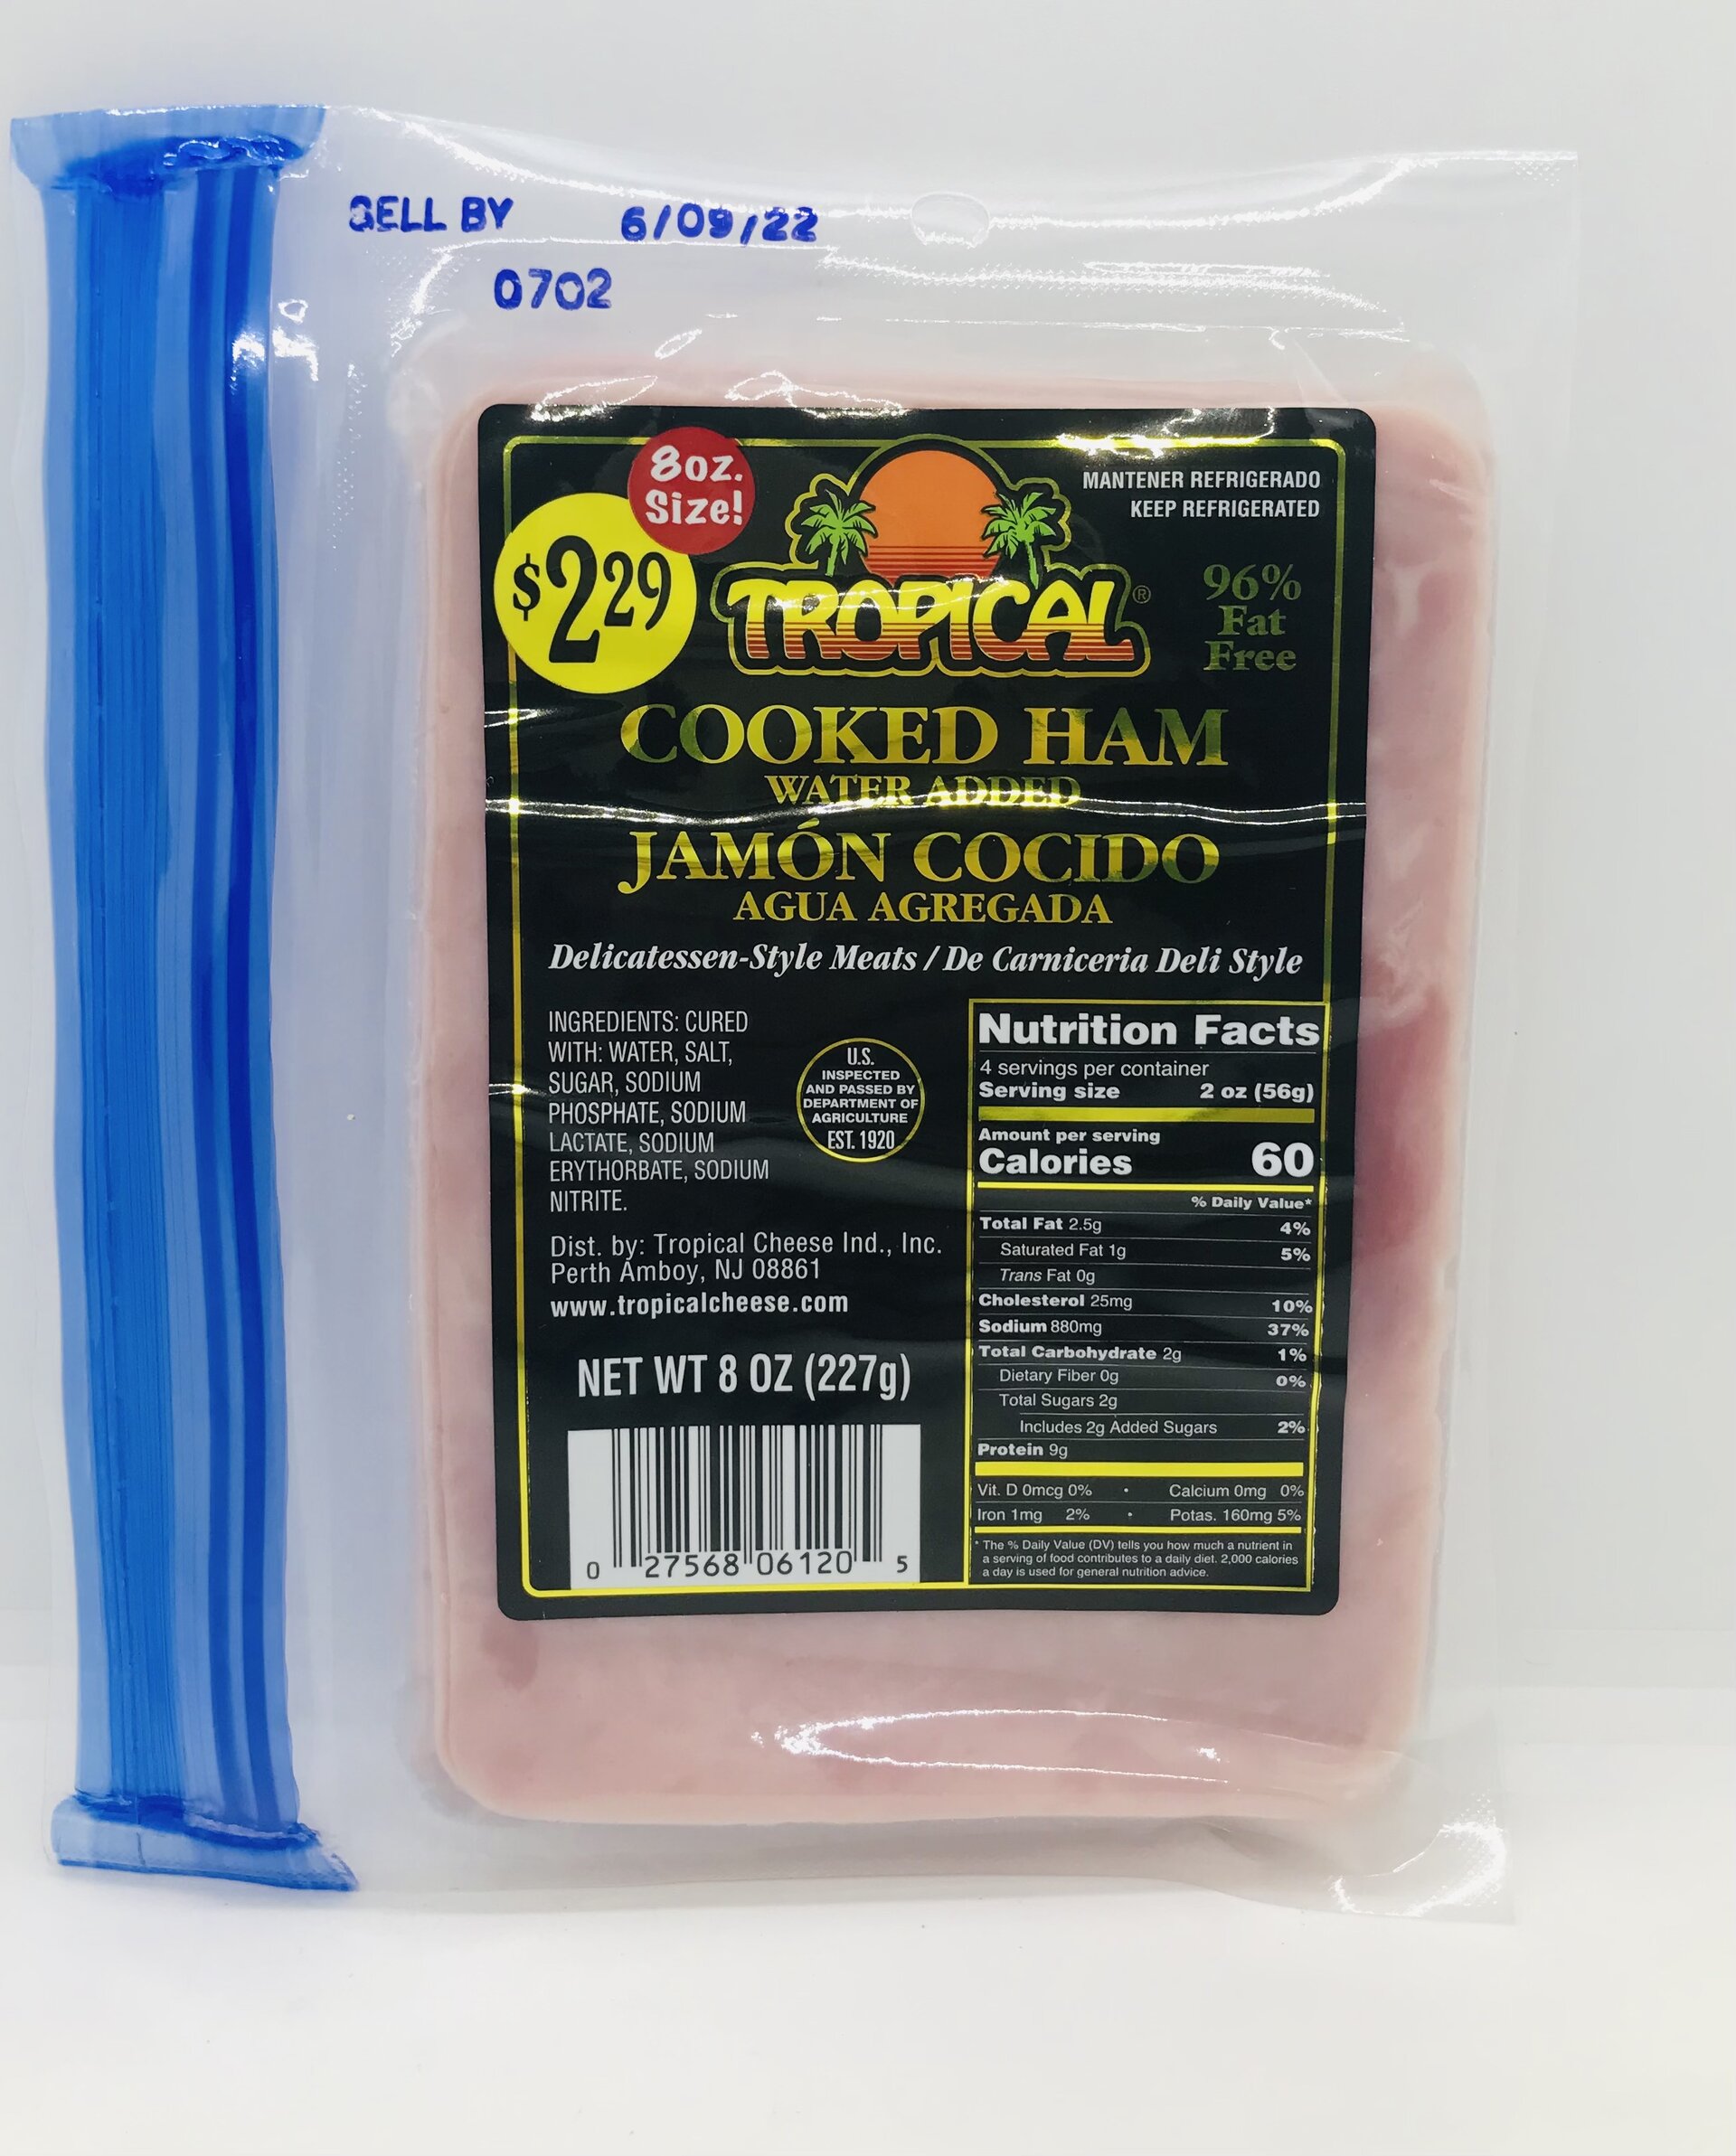 SELL BY 6/09/22
0702
8oz.
Size!
$2.29
TROPICAL®
MANTENER REFRIGERADO
KEEP REFRIGERATED
96%
Fat
Free
COOKED HAM
WATER ADDED
JAMÓN COCIDO
AGUA AGREGADA
Delicatessen-Style Meats / De Carniceria Deli Style
INGREDIENTS: CURED
WITH: WATER, SALT,
SUGAR, SODIUM
PHOSPHATE, SODIUM
LACTATE, SODIUM
ERYTHORBATE, SODIUM
NITRITE.
U.S.
INSPECTED
AND PASSED BY
DEPARTMENT OF
AGRICULTURE
EST. 1920
Dist. by: Tropical Cheese Ind., Inc.
Perth Amboy, NJ 08861
www.tropicalcheese.com
NET WT 8 OZ (227g)
0 27568 06120 5
Nutrition Facts
4 servings per container
Serving size 2 oz (56g)
Amount per serving
Calories 60
% Daily Value*
Total Fat 2.5g 4%
Saturated Fat 1g 5%
Trans Fat 0g
Cholesterol 25mg 10%
Sodium 880mg 37%
Total Carbohydrate 2g 1%
Dietary Fiber 0g 0%
Total Sugars 2g
Includes 2g Added Sugars 2%
Protein 9g
Vit. D 0mcg 0% • Calcium 0mg 0%
Iron 1mg 2% • Potas. 160mg 5%
* The % Daily Value (DV) tells you how much a nutrient in
a serving of food contributes to a daily diet. 2,000 calories
a day is used for general nutrition advice.